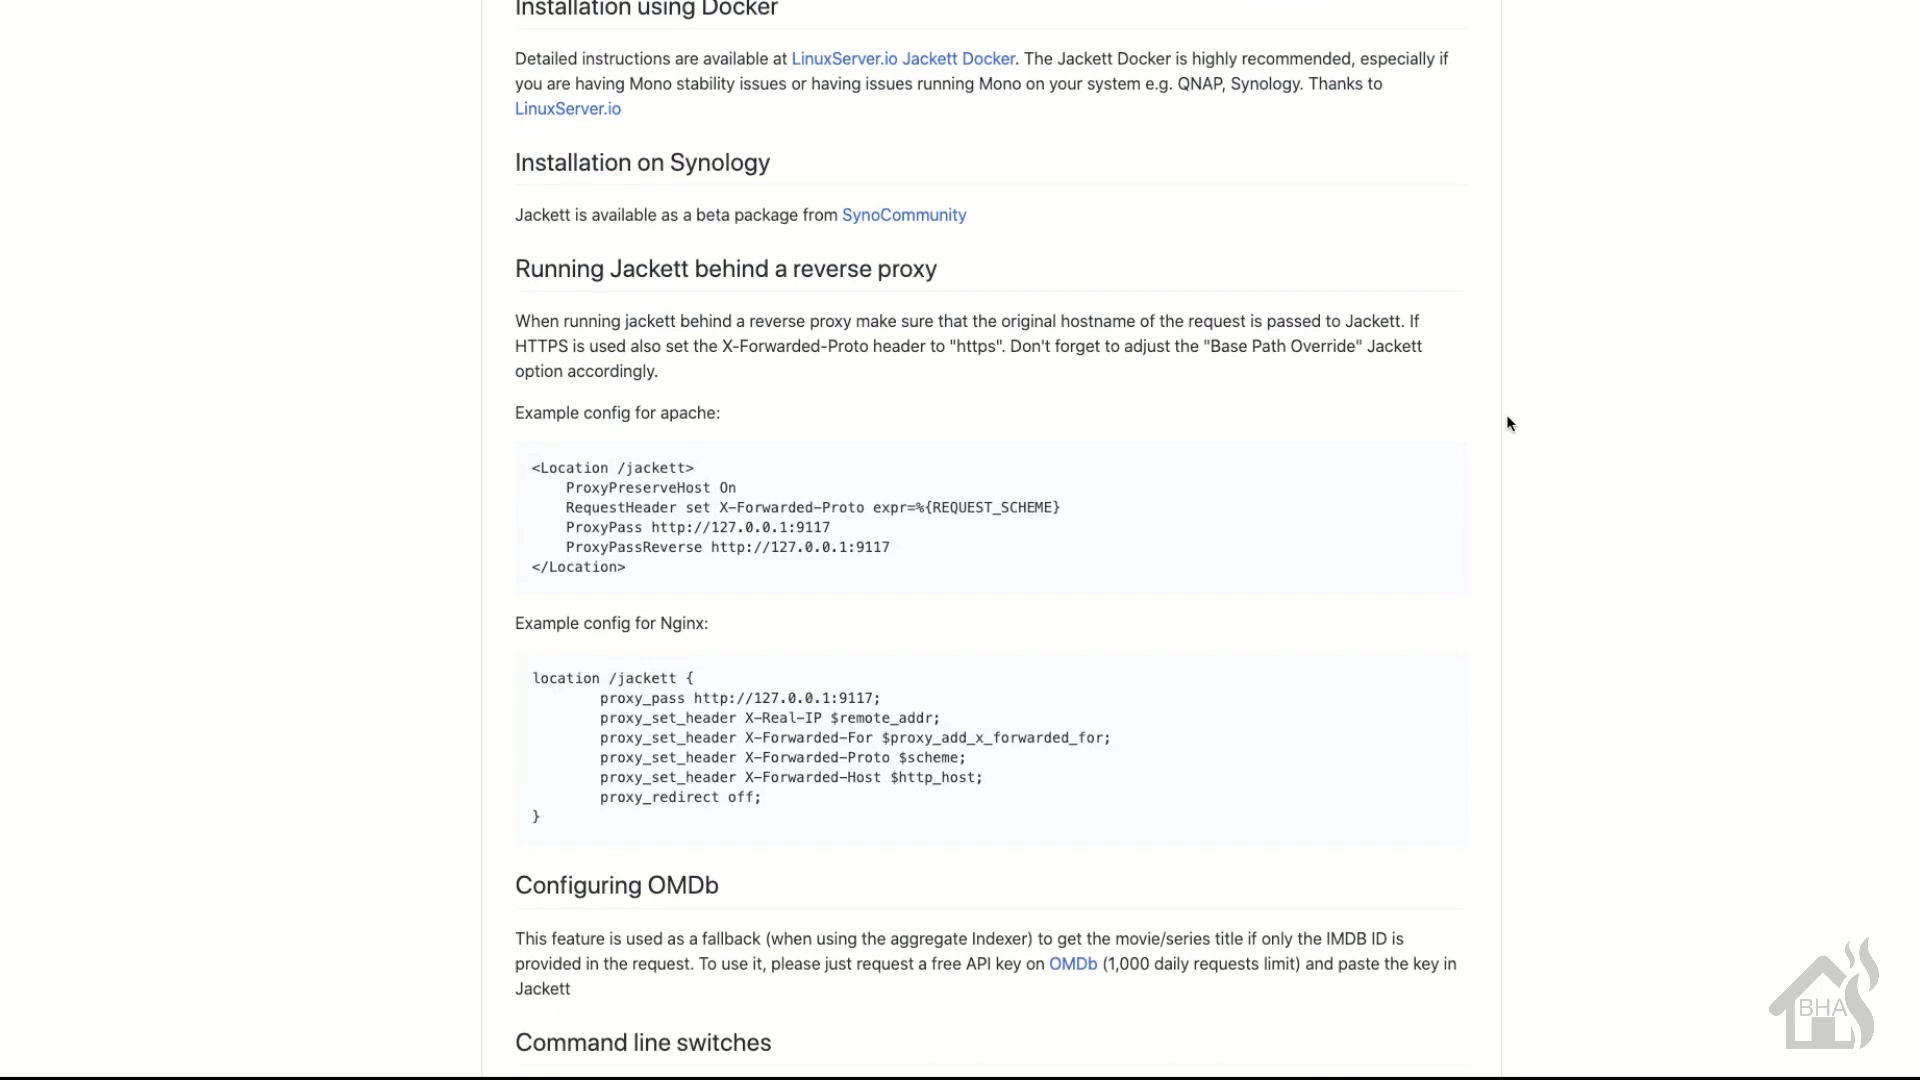 Installation using Docker
Detailed instructions are available at LinuxServer.io Jackett Docker. The Jackett Docker is highly recommended, especially if
you are having Mono stability issues or having issues running Mono on your system e.g. QNAP, Synology. Thanks to
LinuxServer.io
Installation on Synology
Jackett is available as a beta package from SynoCommunity
Running Jackett behind a reverse proxy
When running jackett behind a reverse proxy make sure that the original hostname of the request is passed to Jackett. If
HTTPS is used also set the X-Forwarded-Proto header to "https". Don't forget to adjust the "Base Path Override" Jackett
option accordingly.
Example config for apache:
<Location /jackett>
    ProxyPreserveHost On
    RequestHeader set X-Forwarded-Proto expr=%{REQUEST_SCHEME}
    ProxyPass http://127.0.0.1:9117
    ProxyPassReverse http://127.0.0.1:9117
</Location>
Example config for Nginx:
location /jackett {
        proxy_pass http://127.0.0.1:9117;
        proxy_set_header X-Real-IP $remote_addr;
        proxy_set_header X-Forwarded-For $proxy_add_x_forwarded_for;
        proxy_set_header X-Forwarded-Proto $scheme;
        proxy_set_header X-Forwarded-Host $http_host;
        proxy_redirect off;
}
Configuring OMDb
This feature is used as a fallback (when using the aggregate Indexer) to get the movie/series title if only the IMDB ID is
provided in the request. To use it, please just request a free API key on OMDb (1,000 daily requests limit) and paste the key in
Jackett
BHA
Command line switches